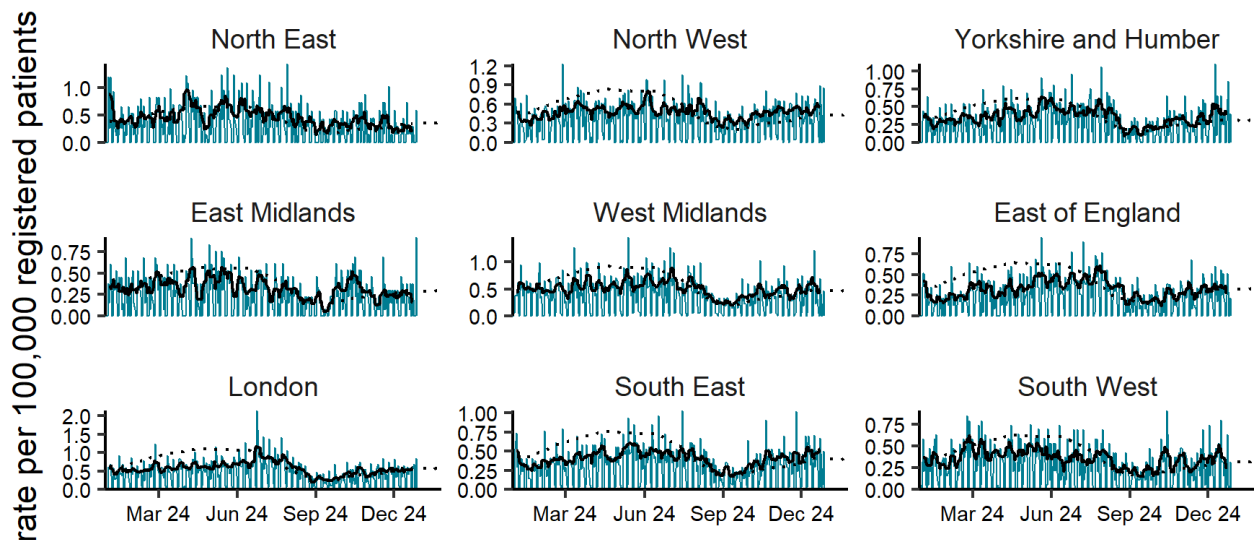 rate per 100,000 registered patients
North East
North West
Yorkshire and Humber
1.0
0.5
0.0
1.2
0.9
0.6
0.3
0.0
1.00
0.75
0.50
0.25
0.00
East Midlands
West Midlands
East of England
0.75
0.50
0.25
0.00
1.0
0.5
0.0
0.75
0.50
0.25
0.00
London
South East
South West
2.0
1.5
1.0
0.5
0.0
1.00
0.75
0.50
0.25
0.00
0.75
0.50
0.25
0.00
Mar 24 Jun 24 Sep 24 Dec 24
Mar 24 Jun 24 Sep 24 Dec 24
Mar 24 Jun 24 Sep 24 Dec 24